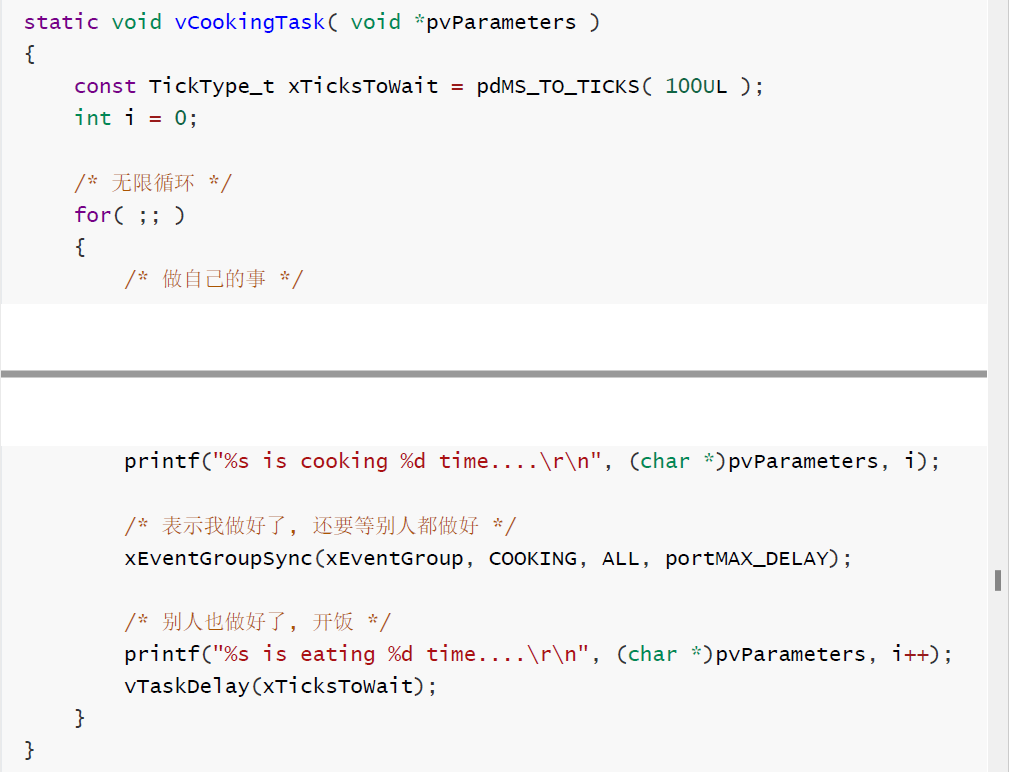 static void vCookingTask( void *pvParameters )
{
    const TickType_t xTicksToWait = pdMS_TO_TICKS( 100UL );
    int i = 0;

    /* 无限循环 */
    for( ;; )
    {
        /* 做自己的事 */
        printf("%s is cooking %d time....\r\n", (char *)pvParameters, i);

        /* 表示我做好了, 还要等别人都做好 */
        xEventGroupSync(xEventGroup, COOKING, ALL, portMAX_DELAY);

        /* 别人也做好了, 开饭 */
        printf("%s is eating %d time....\r\n", (char *)pvParameters, i++);
        vTaskDelay(xTicksToWait);
    }
}